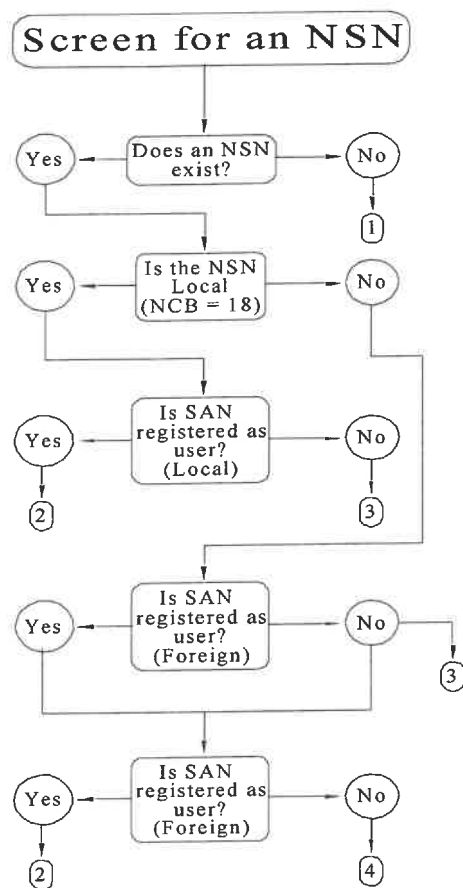 Screen for an NSN
Yes
Does an NSN
exist?
No
1
Yes
Is the NSN
Local
(NCB = 18)
No
Yes
Is SAN
registered as
user?
(Local)
No
2
3
Yes
Is SAN
registered as
user?
(Foreign)
No
3
Yes
Is SAN
registered as
user?
(Foreign)
No
2
4